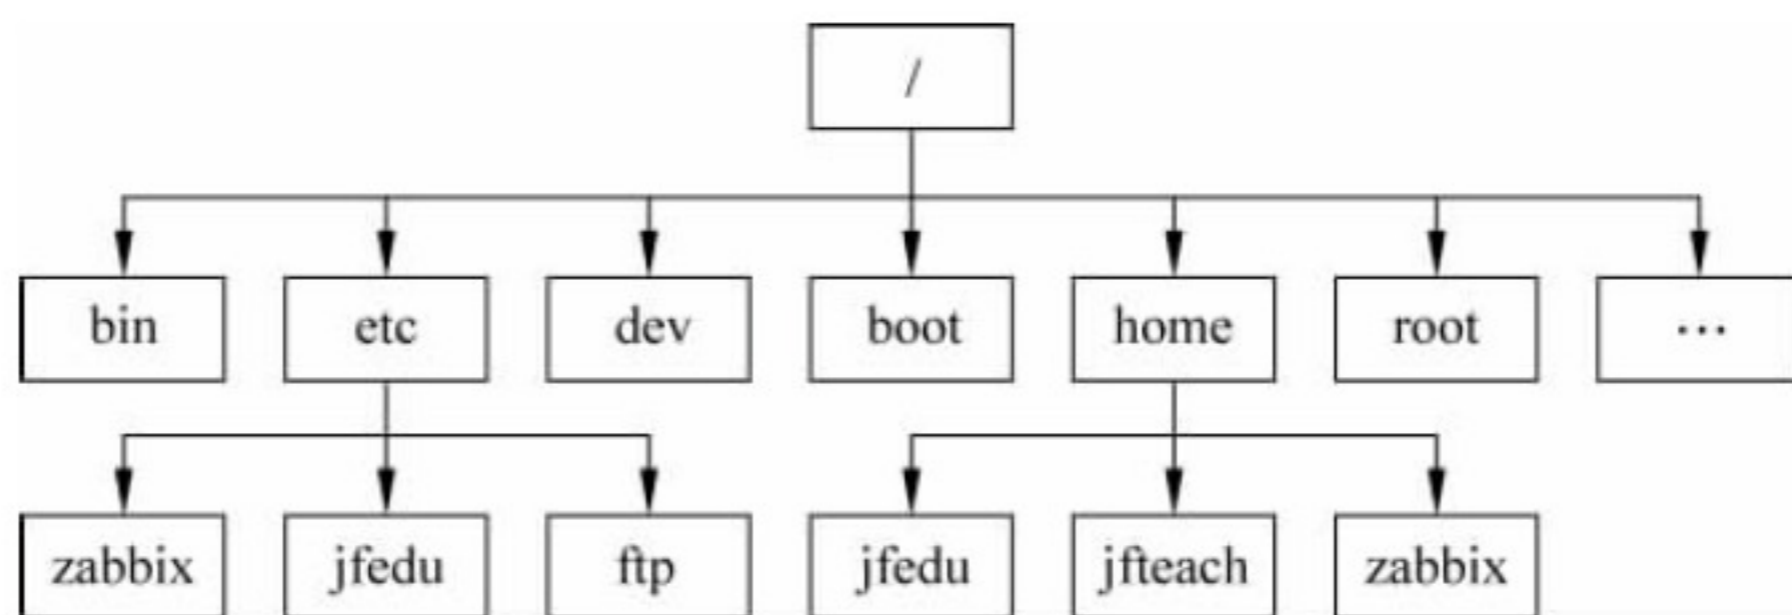 /
bin etc dev boot home root ...
zabbix jfedu ftp jfedu jfteach zabbix